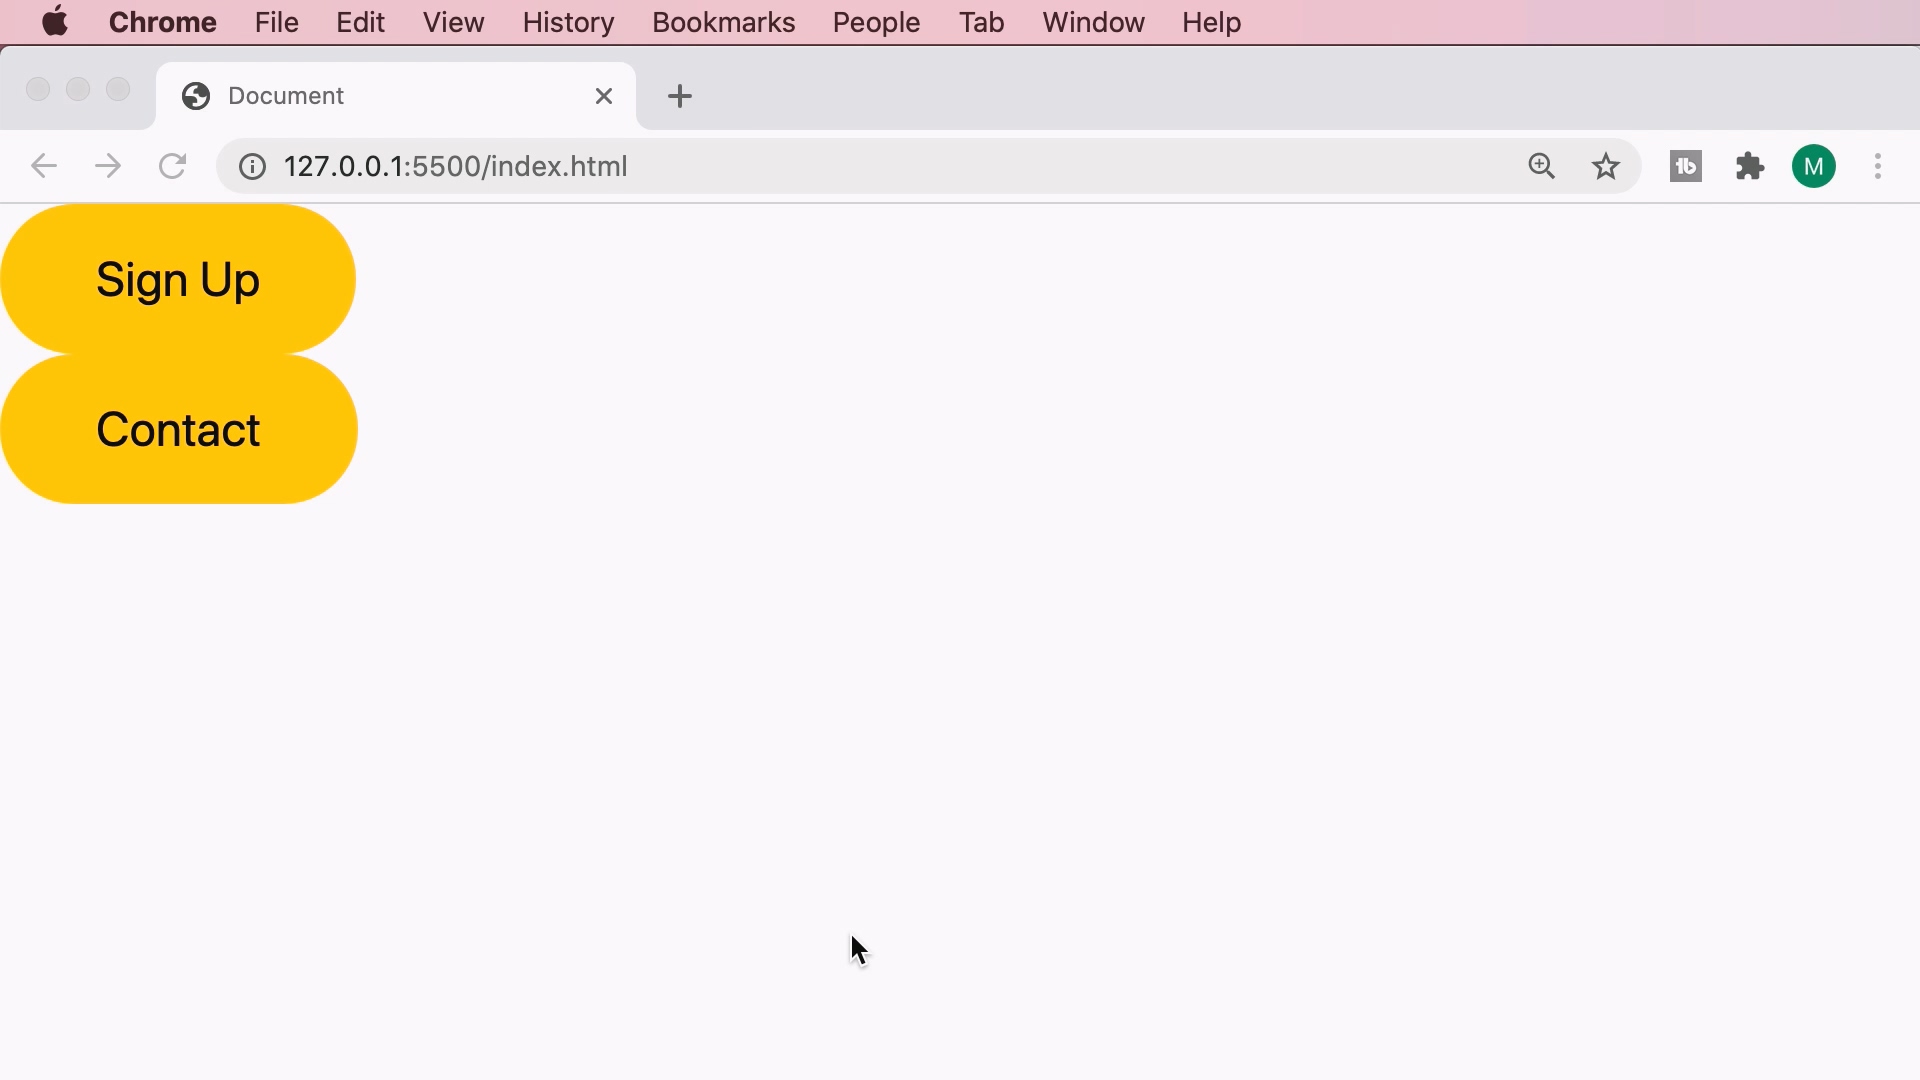 Chrome File Edit View History Bookmarks People Tab Window Help
Document
127.0.0.1:5500/index.html
M
Sign Up
Contact